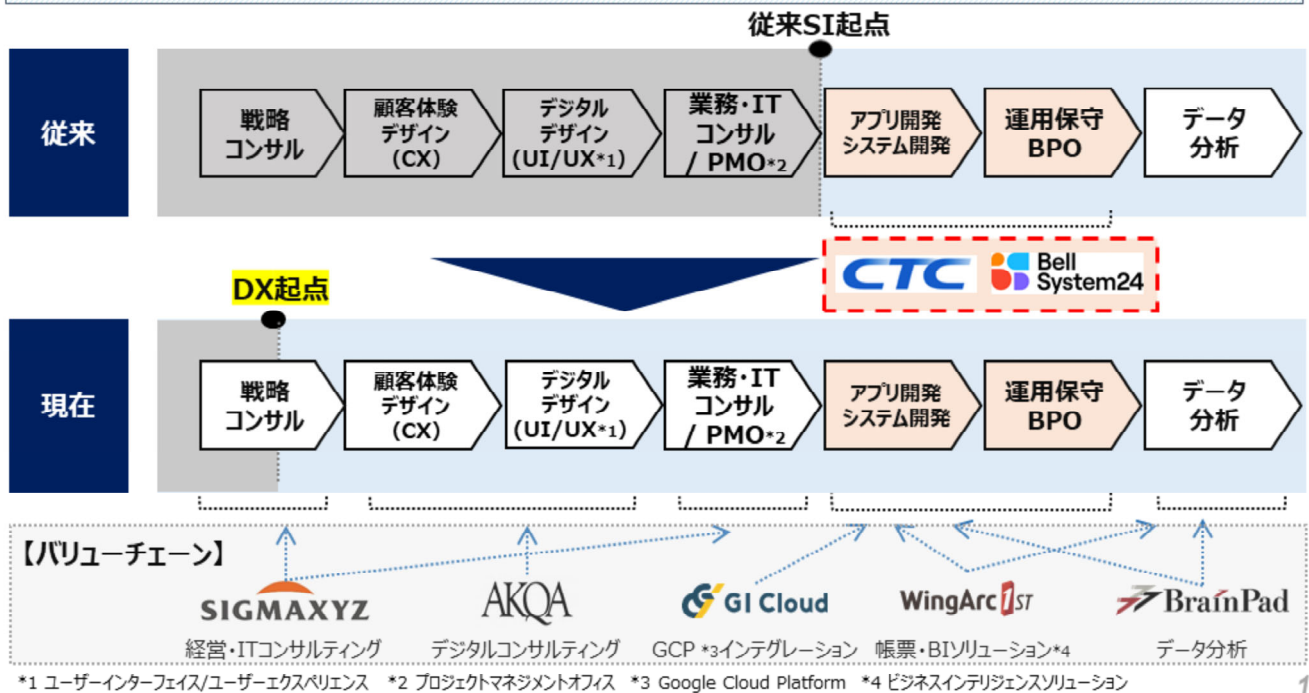 従来SI起点
従来
戦略
コンサル
顧客体験
デザイン
(CX)
デジタル
デザイン
(UI/UX*1)
業務・IT
コンサル
/ PMO*2
アプリ開発
システム開発
運用保守
BPO
データ
分析
CTC
Bell
System24
DX起点
現在
戦略
コンサル
顧客体験
デザイン
(CX)
デジタル
デザイン
(UI/UX*1)
業務・IT
コンサル
/ PMO*2
アプリ開発
システム開発
運用保守
BPO
データ
分析
【バリューチェーン】
SIGMAXYZ
経営・ITコンサルティング
AKQA
デジタルコンサルティング
GI Cloud
GCP *3インテグレーション
WingArc1ST
帳票・BIソリューション*4
BrainPad
データ分析
*1 ユーザーインターフェイス/ユーザーエクスペリエンス *2 プロジェクトマネジメントオフィス *3 Google Cloud Platform *4 ビジネスインテリジェンスソリューション